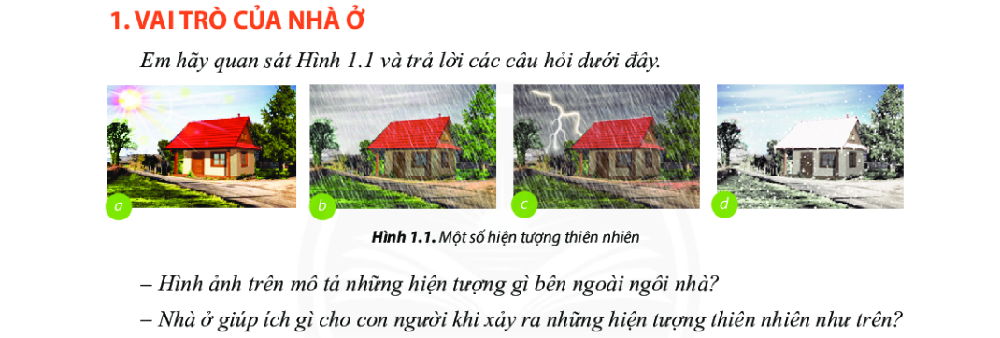 1. VAI TRÒ CỦA NHÀ Ở
Em hãy quan sát Hình 1.1 và trả lời các câu hỏi dưới đây.
a b c d
Hình 1.1. Một số hiện tượng thiên nhiên
– Hình ảnh trên mô tả những hiện tượng gì bên ngoài ngôi nhà?
– Nhà ở giúp ích gì cho con người khi xảy ra những hiện tượng thiên nhiên như trên?